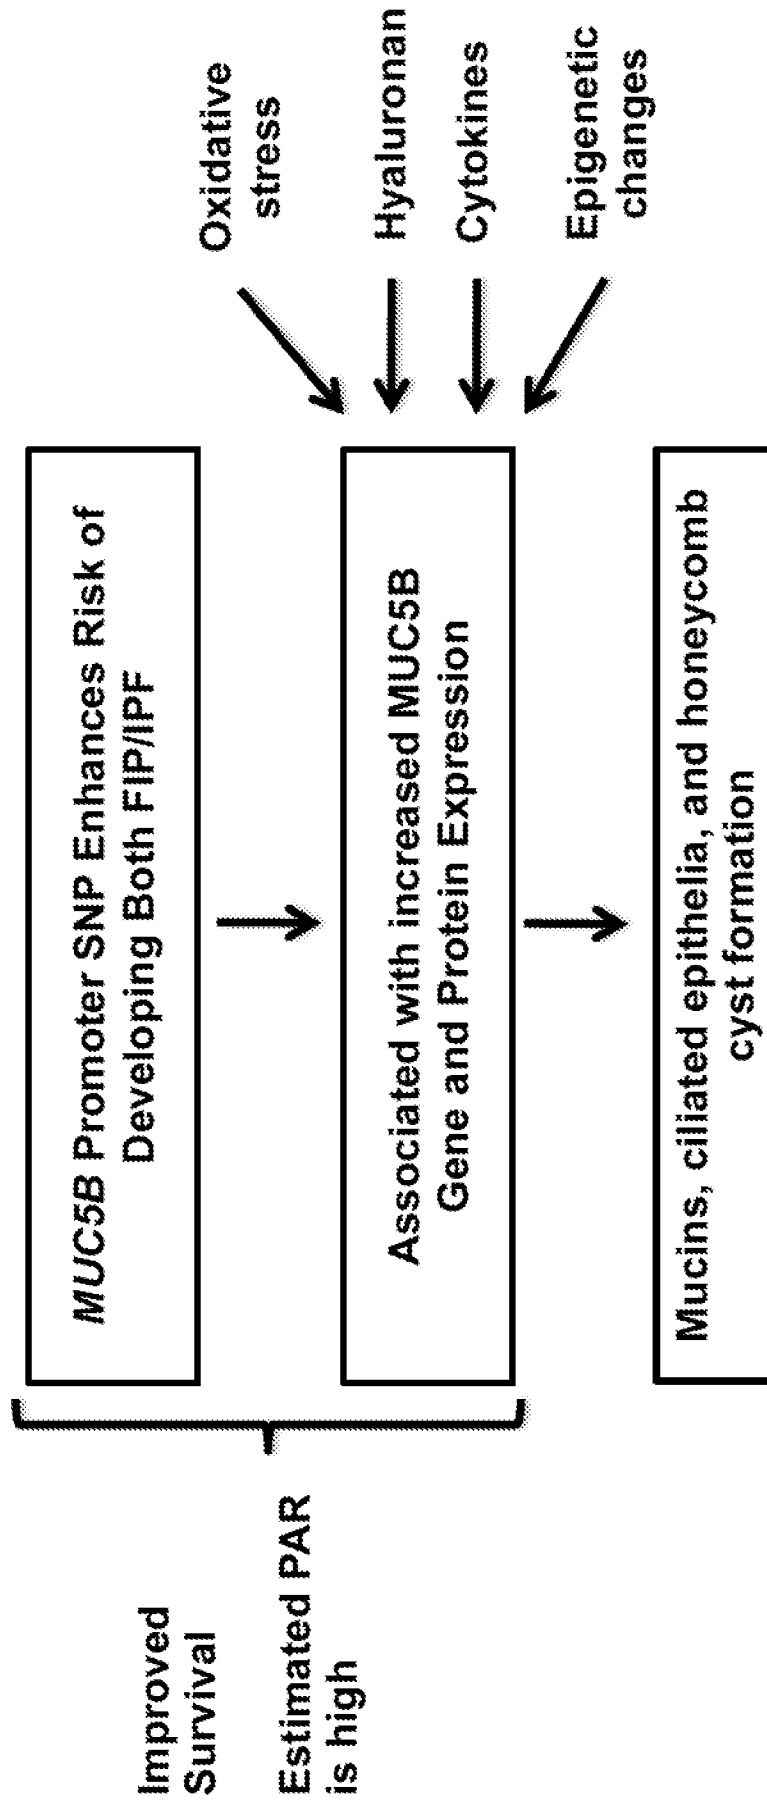 Improved
Survival
Estimated PAR
is high
MUC5B Promoter SNP Enhances Risk of
Developing Both FIP/IPF
Associated with increased MUC5B
Gene and Protein Expression
Mucins, ciliated epithelia, and honeycomb
cyst formation
Oxidative
stress
Hyaluronan
Cytokines
Epigenetic
changes